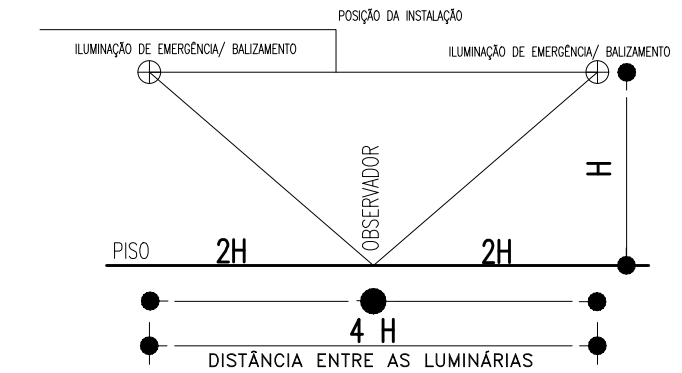 POSIÇÃO DA INSTALAÇÃO
ILUMINAÇÃO DE EMERGÊNCIA/ BALIZAMENTO
ILUMINAÇÃO DE EMERGÊNCIA/ BALIZAMENTO
OBSERVADOR
H
PISO
2H
2H
4 H
DISTÂNCIA ENTRE AS LUMINÁRIAS